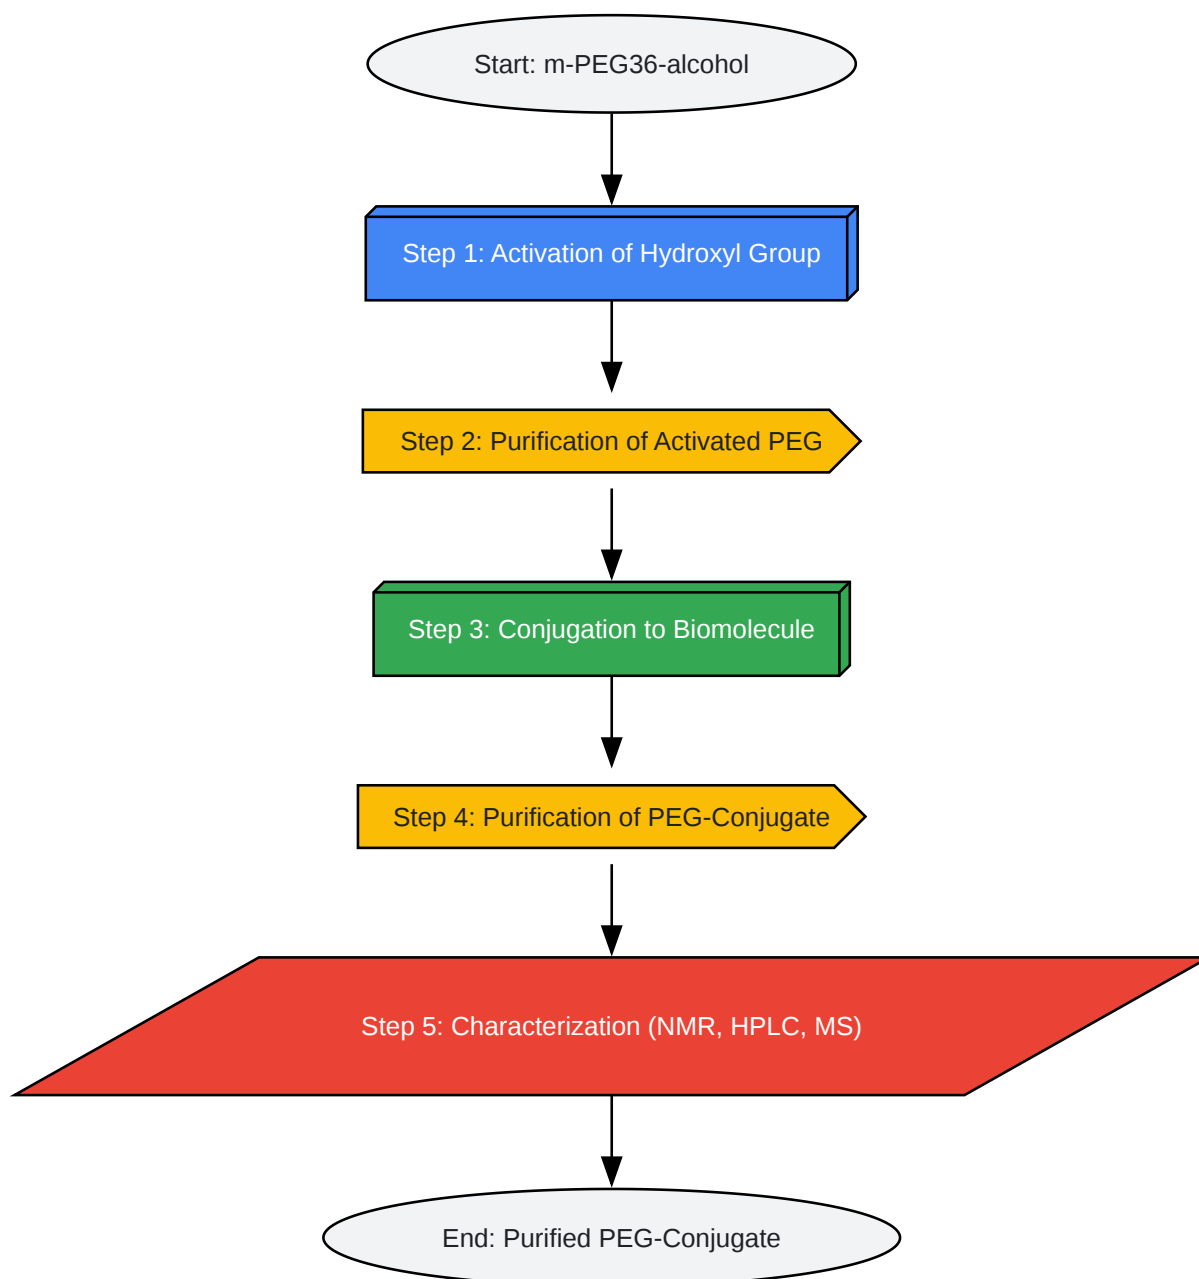 Start: m-PEG36-alcohol
Step 1: Activation of Hydroxyl Group
Step 2: Purification of Activated PEG
Step 3: Conjugation to Biomolecule
Step 4: Purification of PEG-Conjugate
Step 5: Characterization (NMR, HPLC, MS)
End: Purified PEG-Conjugate